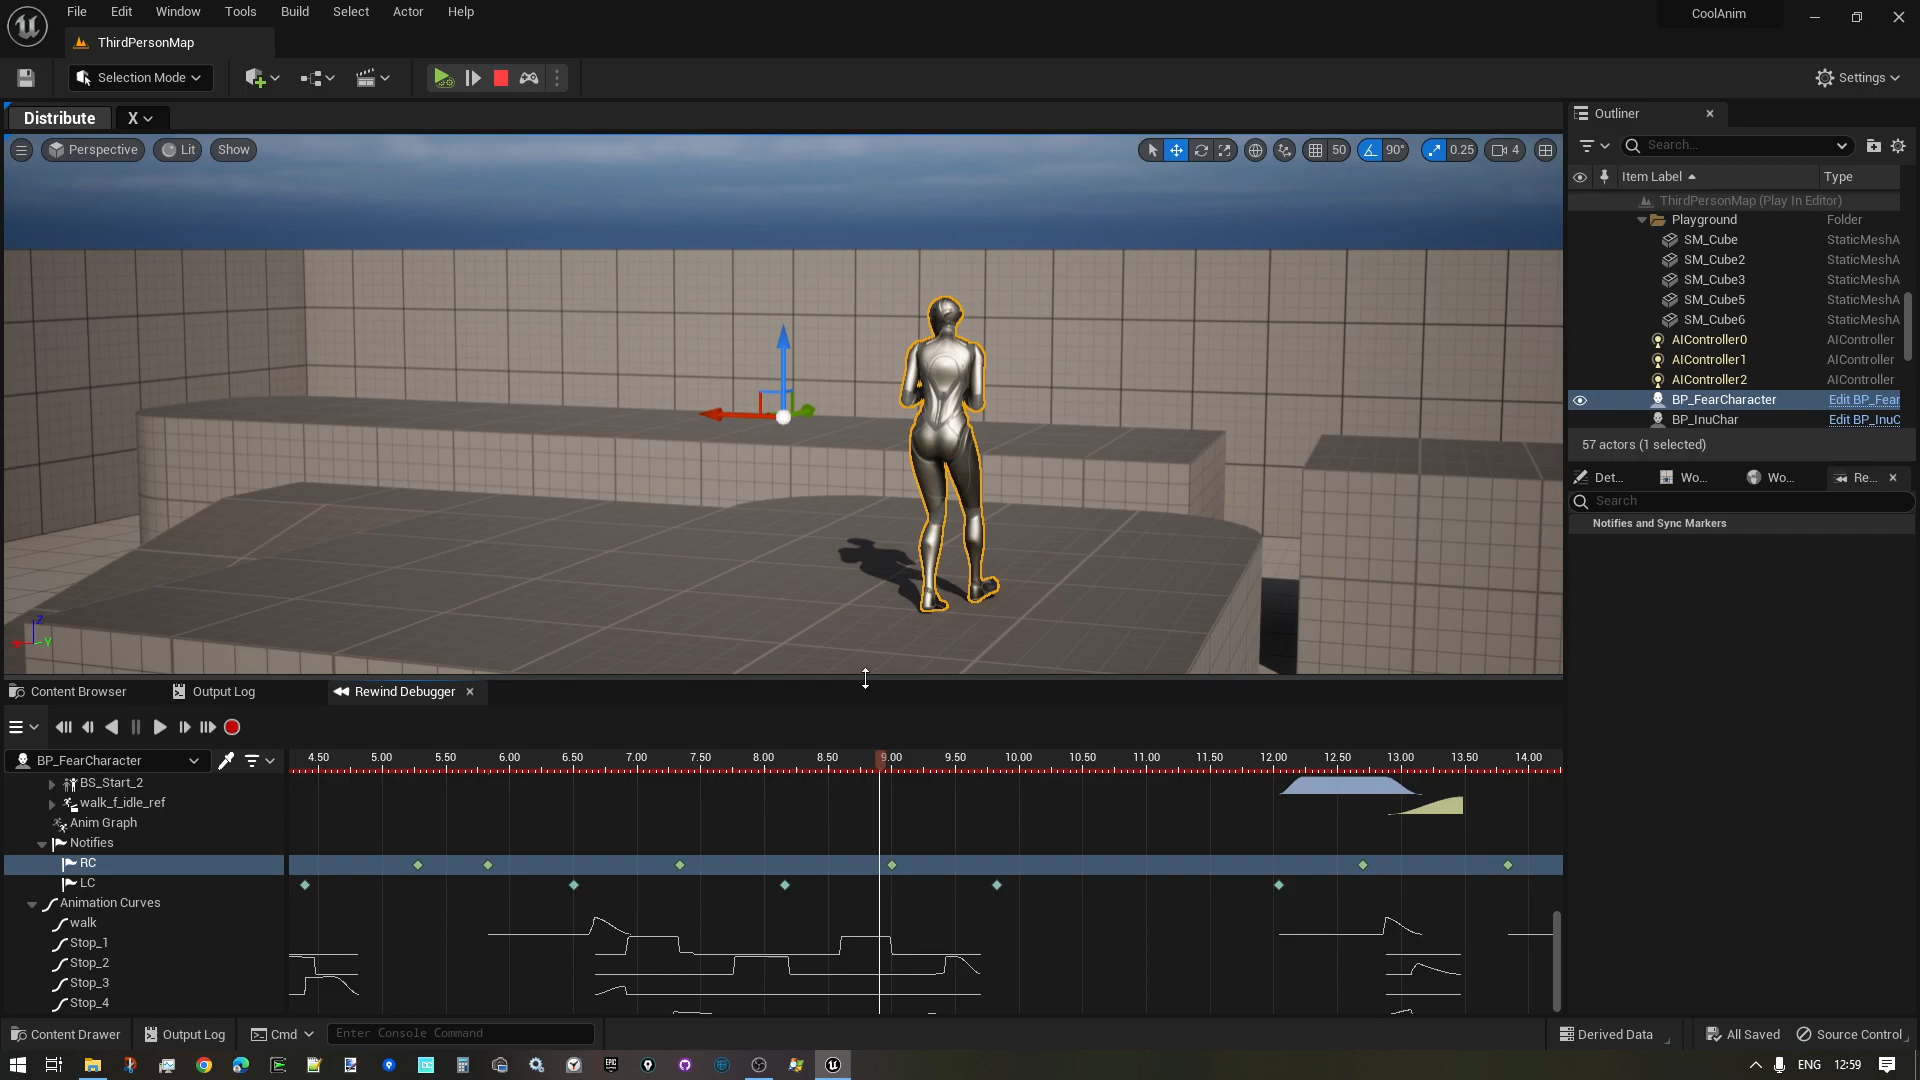 File Edit Window Tools Build Select Actor Help
CoolAnim
ThirdPersonMap
Selection Mode
Settings
Distribute X
Outliner
Perspective Lit Show
50 90° 0.25 4
Search...
Item Label Type
ThirdPersonMap (Play In Editor)
Playground Folder
SM_Cube StaticMeshA
SM_Cube2 StaticMeshA
SM_Cube3 StaticMeshA
SM_Cube5 StaticMeshA
SM_Cube6 StaticMeshA
AIController0 AIController
AIController1 AIController
AIController2 AIController
BP_FearCharacter Edit BP_Fear
BP_InuChar Edit BP_InuC
57 actors (1 selected)
Det... Wo... Wo... Re...
Search
Notifies and Sync Markers
Z
Y
Content Browser Output Log Rewind Debugger
BP_FearCharacter
4.50 5.00 5.50 6.00 6.50 7.00 7.50 8.00 8.50 9.00 9.50 10.00 10.50 11.00 11.50 12.00 12.50 13.00 13.50 14.00
BS_Start_2
walk_f_idle_ref
Anim Graph
Notifies
RC
LC
Animation Curves
walk
Stop_1
Stop_2
Stop_3
Stop_4
Content Drawer Output Log Cmd Enter Console Command Derived Data All Saved Source Control
ENG 12:59